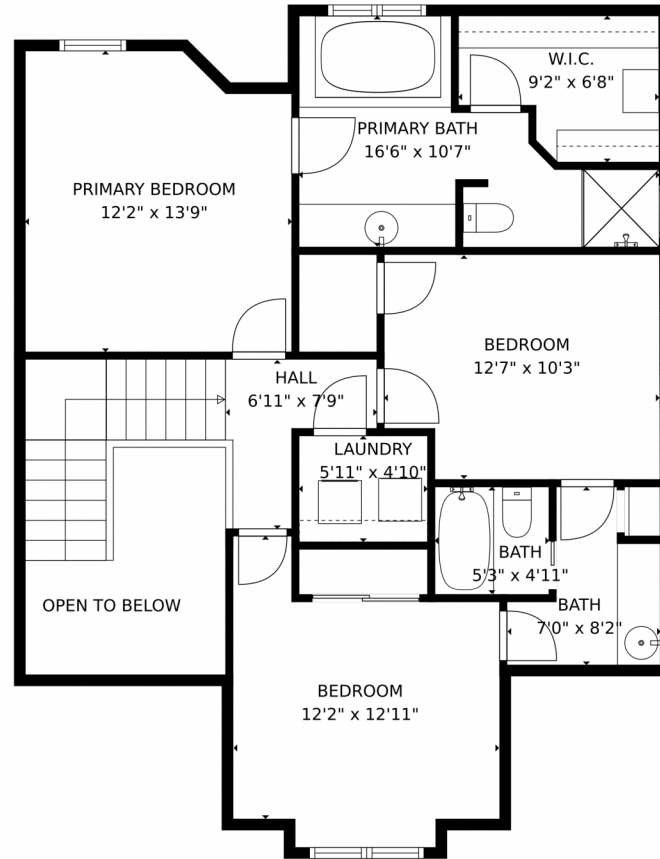 W.I.C.
9'2" x 6'8"
PRIMARY BATH
16'6" x 10'7"
PRIMARY BEDROOM
12'2" x 13'9"
BEDROOM
12'7" x 10'3"
HALL
6'11" x 7'9"
LAUNDRY
5'11" x 4'10"
BATH
5'3" x 4'11"
OPEN TO BELOW
BATH
7'0" x 8'2"
BEDROOM
12'2" x 12'11"